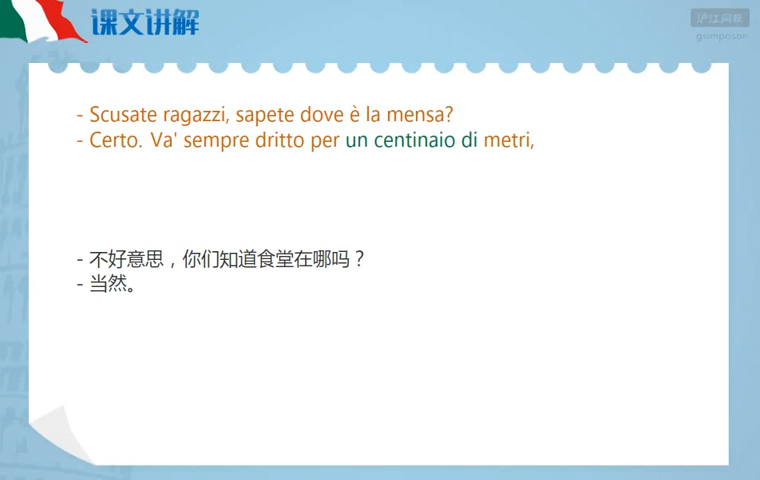 课文讲解
沪江网校
gsimpason
- Scusate ragazzi, sapete dove è la mensa?
- Certo. Va' sempre dritto per un centinaio di metri,
- 不好意思，你们知道食堂在哪吗？
- 当然。